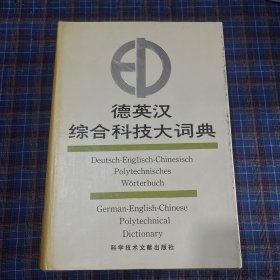 德英汉
综合科技大词典
Deutsch-Englisch-Chinesisch
Polytechnisches
Wörterbuch
German-English-Chinese
Polytechnical
Dictionary
科学技术文献出版社